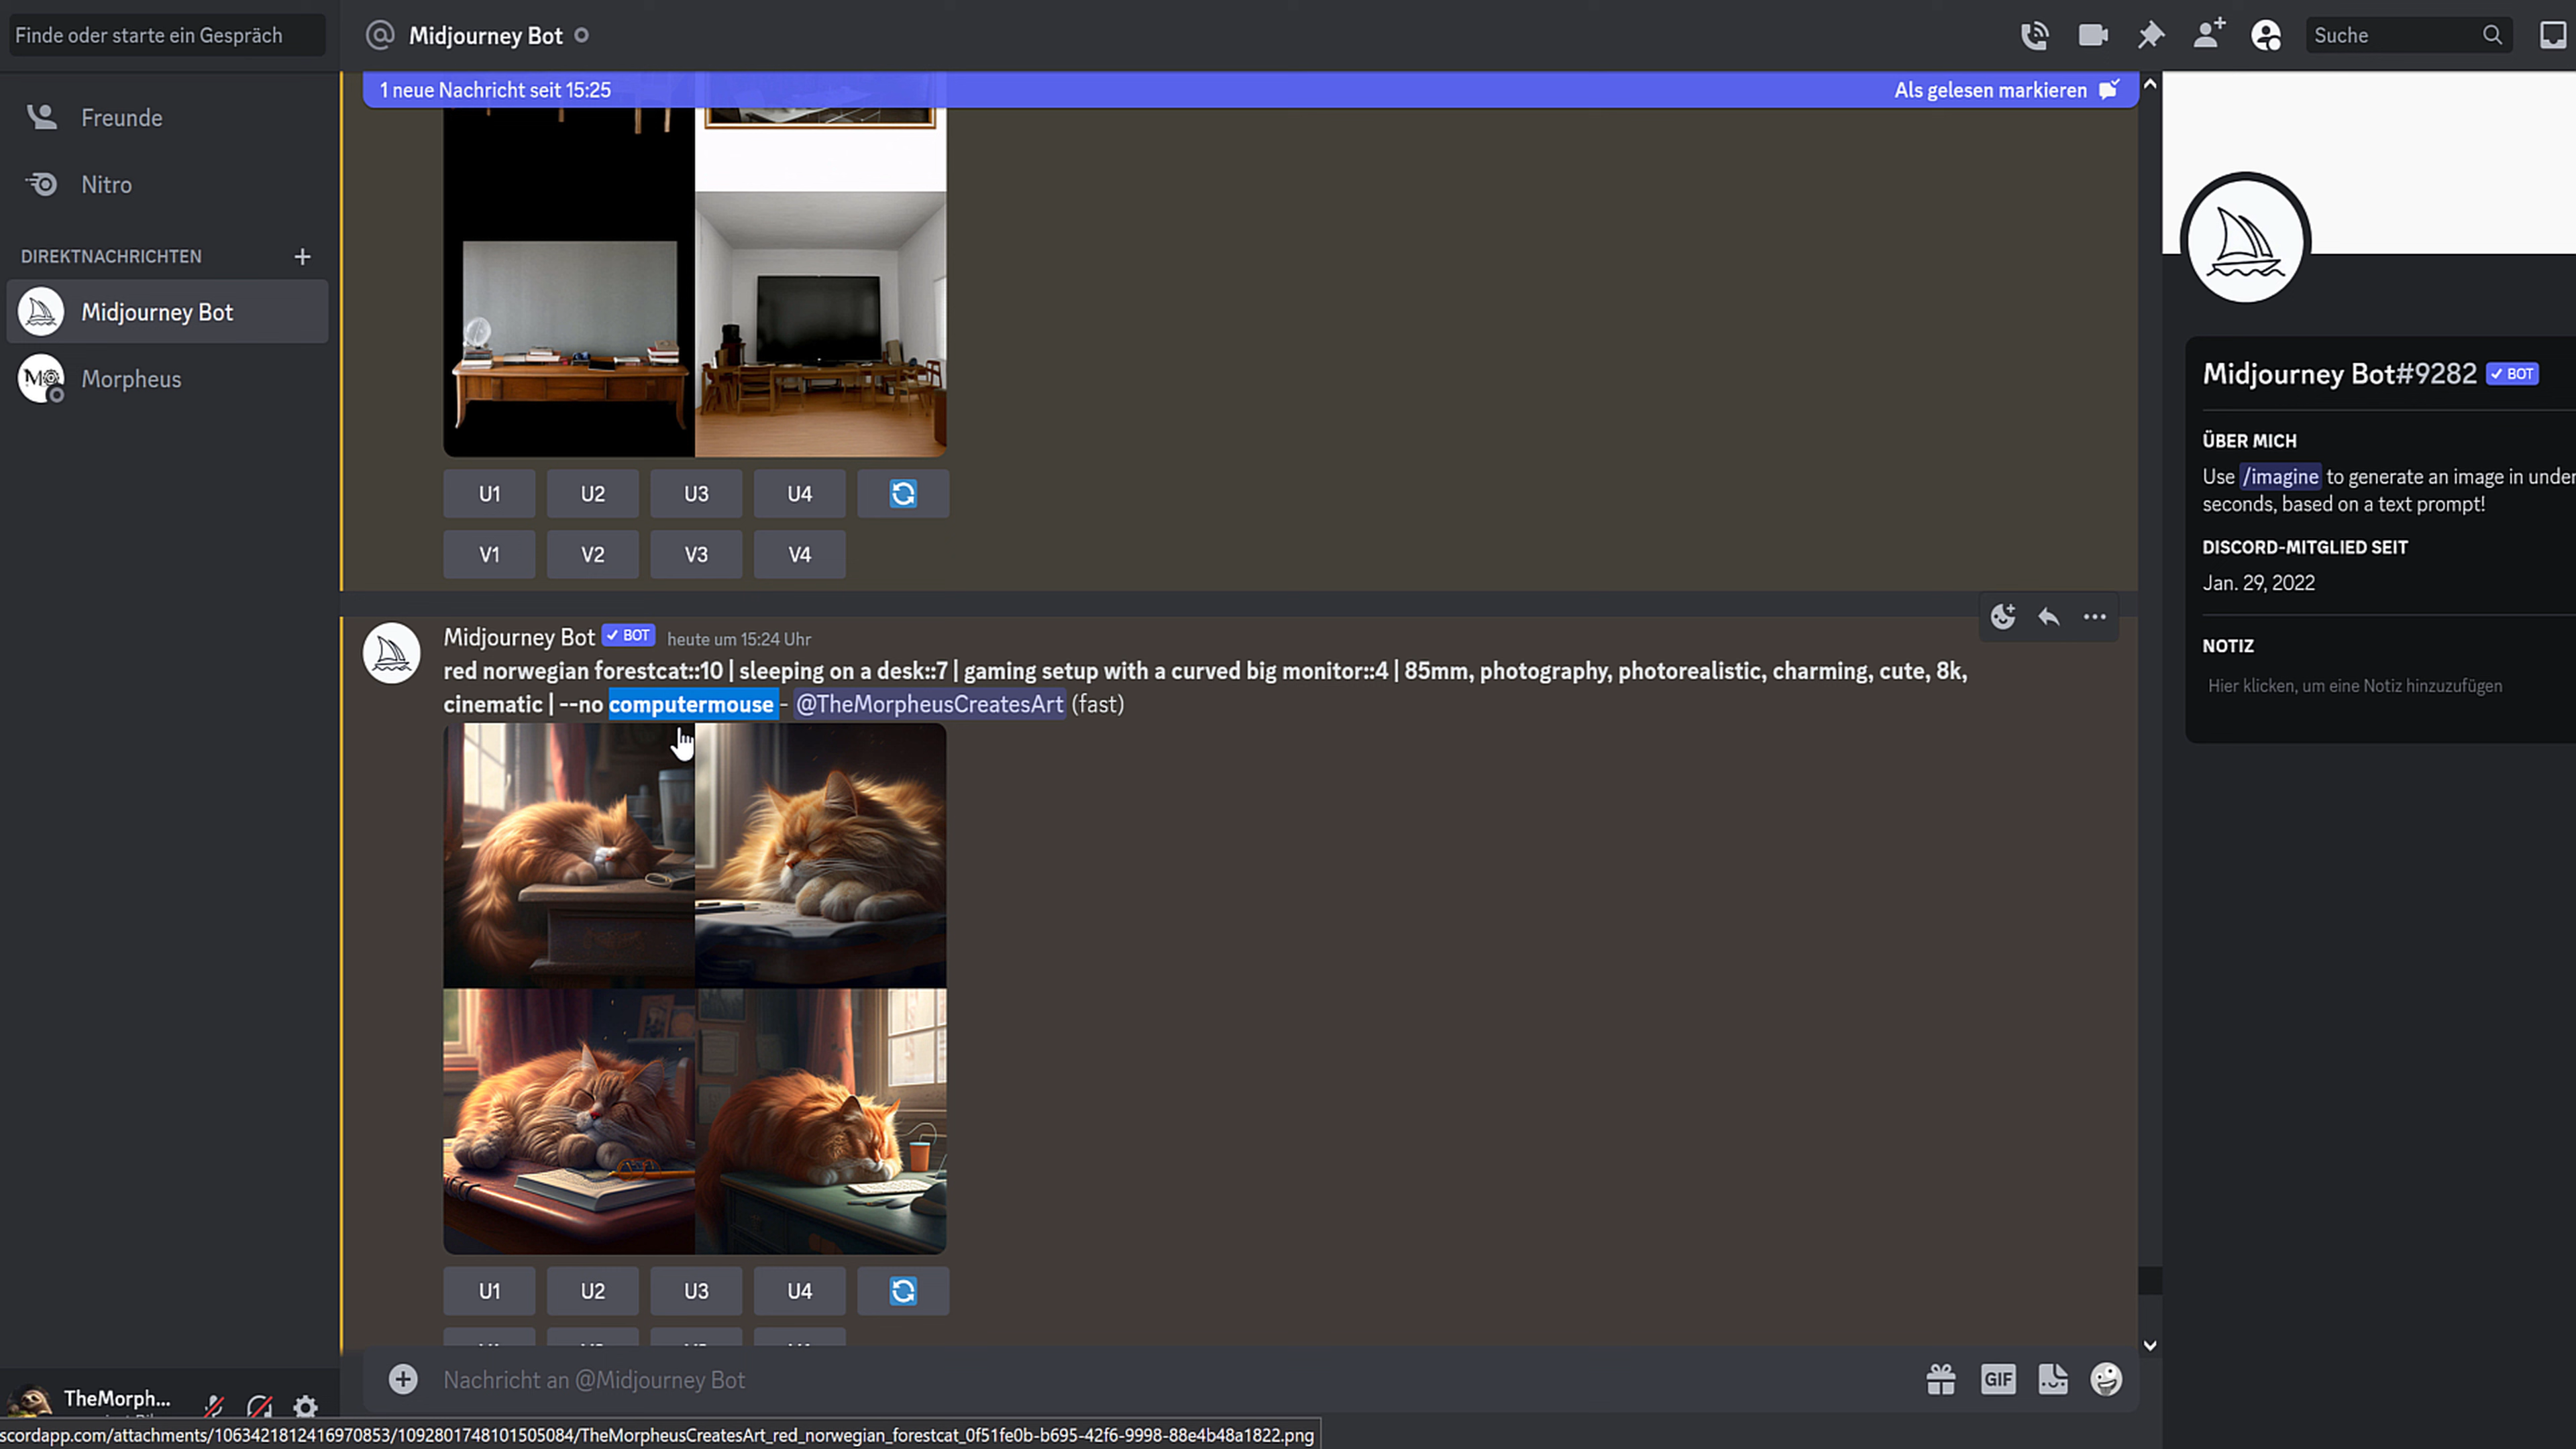 Finde oder starte ein Gespräch
Midjourney Bot
Suche
Freunde
Nitro
DIREKTNACHRICHTEN
Midjourney Bot
Morpheus
1 neue Nachricht seit 15:25
Als gelesen markieren
U1 U2 U3 U4
V1 V2 V3 V4
Midjourney Bot BOT heute um 15:24 Uhr
red norwegian forestcat::10 | sleeping on a desk::7 | gaming setup with a curved big monitor::4 | 85mm, photography, photorealistic, charming, cute, 8k,
cinematic | --no computermouse - @TheMorpheusCreatesArt (fast)
U1 U2 U3 U4
Nachricht an @Midjourney Bot
GIF
Midjourney Bot#9282 BOT
ÜBER MICH
Use /imagine to generate an image in under
seconds, based on a text prompt!
DISCORD-MITGLIED SEIT
Jan. 29, 2022
NOTIZ
Hier klicken, um eine Notiz hinzuzufügen
TheMorph...
scordapp.com/attachments/1063421812416970853/1092801748101505084/TheMorpheusCreatesArt_red_norwegian_forestcat_0f51fe0b-b695-42f6-9998-88e4b48a1822.png